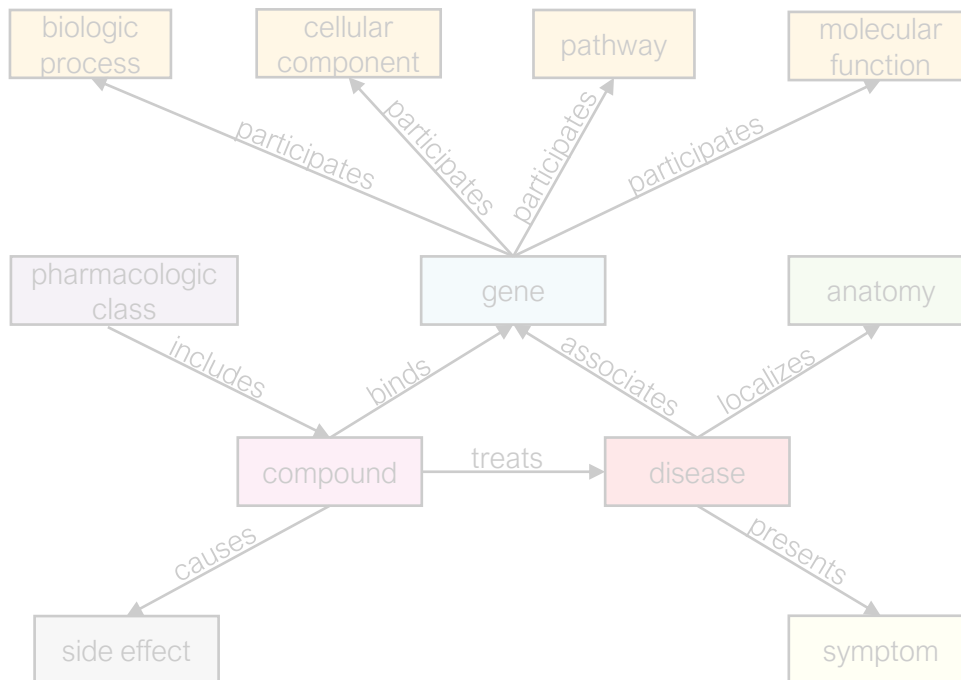 biologic
process
cellular
component
pathway
molecular
function
participates
participates
participates
participates
pharmacologic
class
gene
anatomy
includes
binds
associates
localizes
compound
treats
disease
causes
presents
side effect
symptom